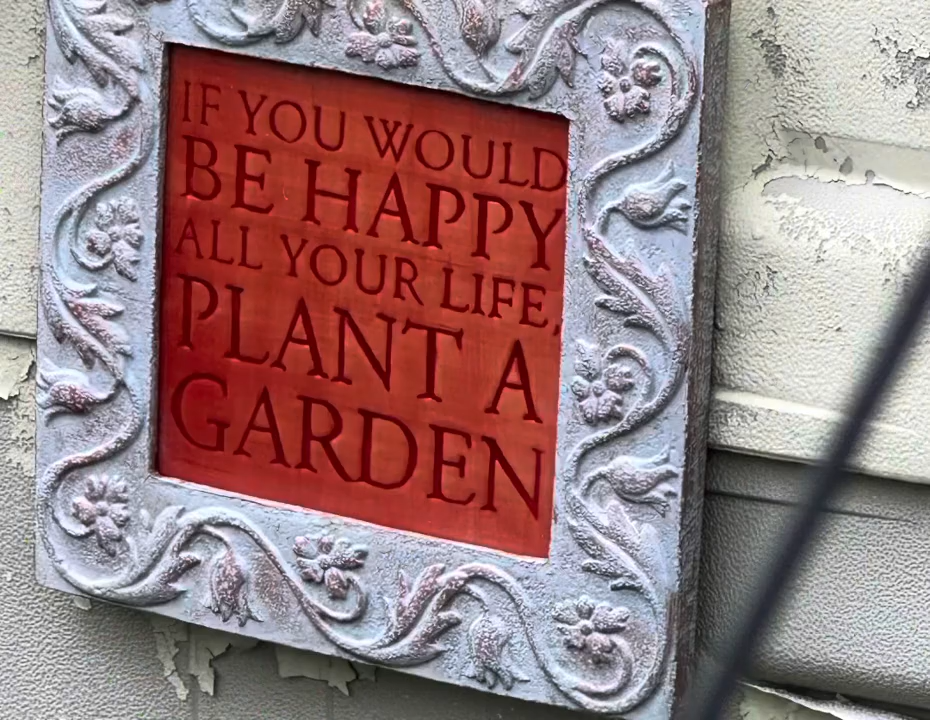 IF YOU WOULD
BE HAPPY
ALL YOUR LIFE,
PLANT A
GARDEN